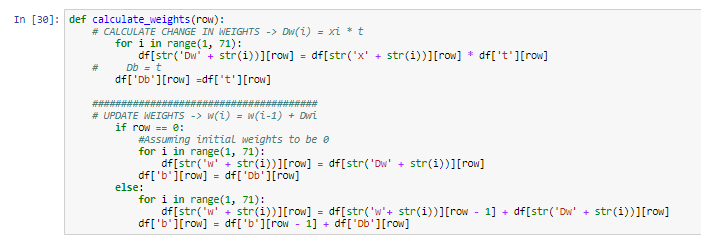 In [30]: def calculate_weights(row):
# CALCULATE CHANGE IN WEIGHTS -> Dw(i) = xi * t
for i in range(1, 71):
df[str('Dw' + str(i))][row] = df[str('x' + str(i))][row] * df['t'][row]
# Db = t
df['Db'][row] =df['t'][row]
#######################################
# UPDATE WEIGHTS -> w(i) = w(i-1) + Dwi
if row == 0:
#Assuming initial weights to be 0
for i in range(1, 71):
df[str('w' + str(i))][row] = df[str('Dw' + str(i))][row]
df['b'][row] = df['Db'][row]
else:
for i in range(1, 71):
df[str('w' + str(i))][row] = df[str('w'+ str(i))][row - 1] + df[str('Dw' + str(i))][row]
df['b'][row] = df['b'][row - 1] + df['Db'][row]